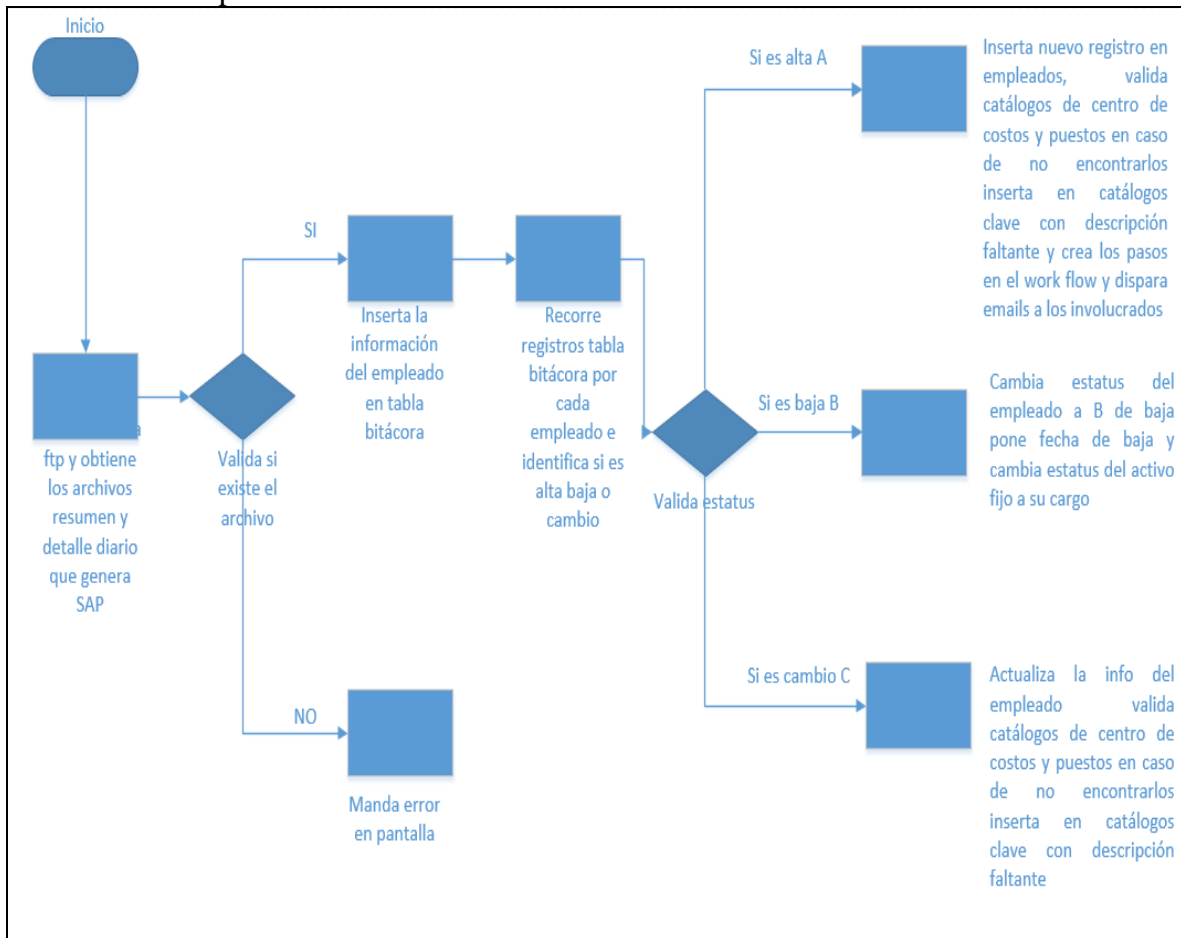 Inicio
ftp y obtiene
los archivos
resumen y
detalle diario
que genera
SAP
Valida si
existe el
archivo
SI
Inserta la
información
del empleado
en tabla
bitácora
NO
Manda error
en pantalla
Recorre
registros tabla
bitácora por
cada
empleado e
identifica si es
alta baja o
cambio
Valida estatus
Si es alta A
Inserta nuevo registro en
empleados, valida
catálogos de centro de
costos y puestos en caso
de no encontrarlos
inserta en catálogos
clave con descripción
faltante y crea los pasos
en el work flow y dispara
emails a los involucrados
Si es baja B
Cambia estatus del
empleado a B de baja
pone fecha de baja y
cambia estatus del activo
fijo a su cargo
Si es cambio C
Actualiza la info del
empleado valida
catálogos de centro de
costos y puestos en caso
de no encontrarlos
inserta en catálogos
clave con descripción
faltante